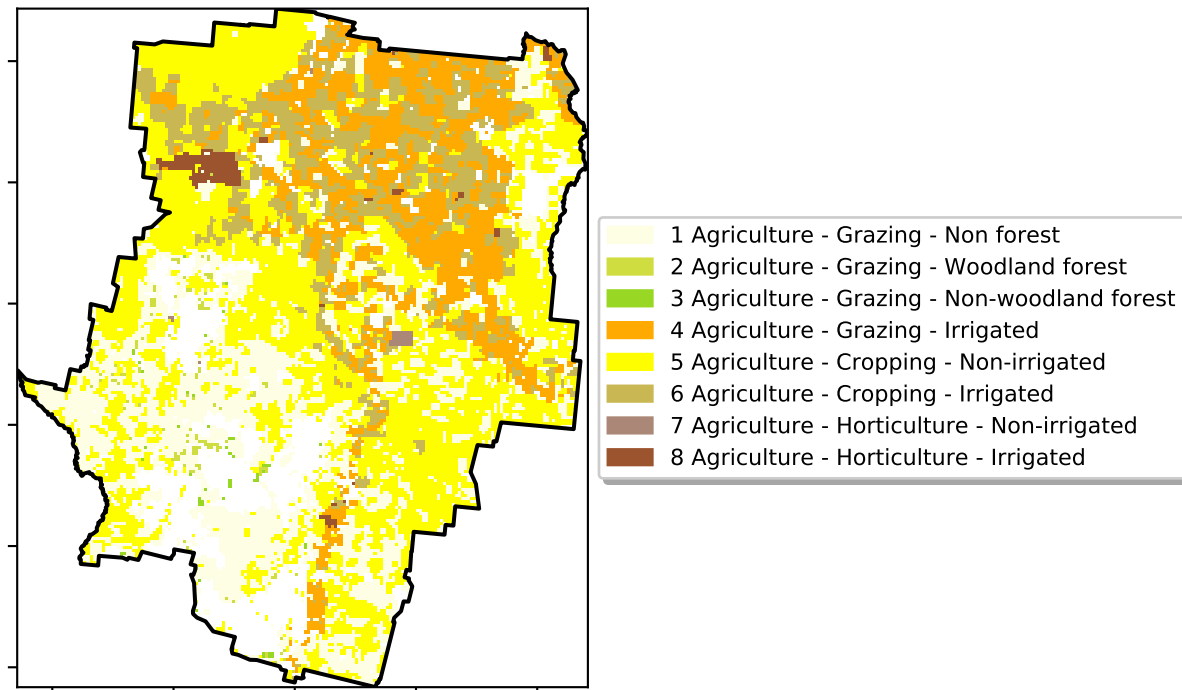 1 Agriculture - Grazing - Non forest
2 Agriculture - Grazing - Woodland forest
3 Agriculture - Grazing - Non-woodland forest
4 Agriculture - Grazing - Irrigated
5 Agriculture - Cropping - Non-irrigated
6 Agriculture - Cropping - Irrigated
7 Agriculture - Horticulture - Non-irrigated
8 Agriculture - Horticulture - Irrigated